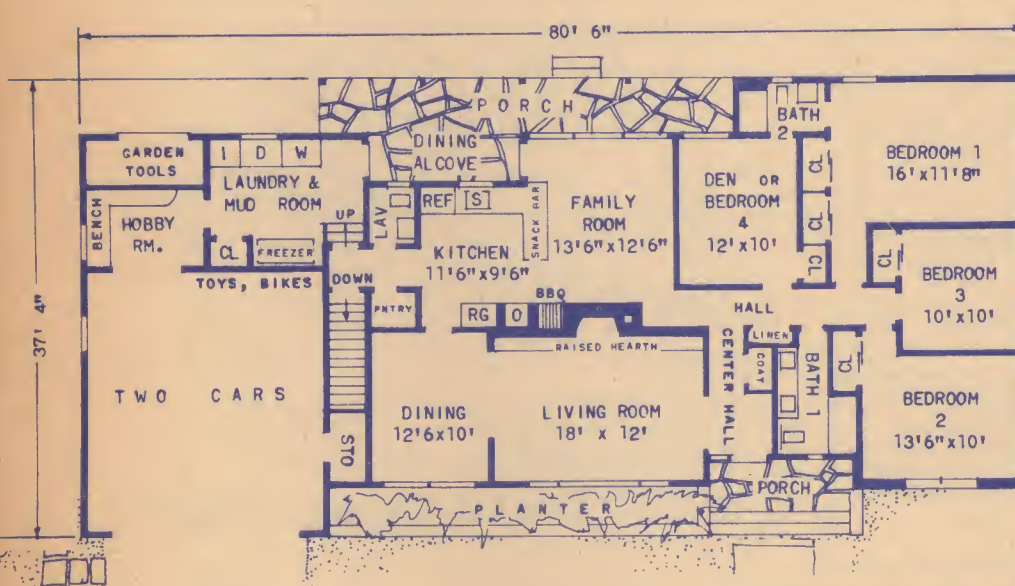 80' 6"
37' 4"
PORCH
DINING
ALCOVE
BATH
2
GARDEN
TOOLS
I D W
LAUNDRY &
MUD ROOM
BENCH
HOBBY
RM.
UP
CL
FREEZER
TOYS, BIKES
DOWN
LAV
REF
S
SNACK BAR
KITCHEN
11'6"x9'6"
FAMILY
ROOM
13'6"x12'6"
DEN OR
BEDROOM
4
12'x10'
CL
CL
CL
BEDROOM 1
16'x11'8"
CL
BEDROOM
3
10'x10'
PNTRY
RG
O
BBQ
RAISED HEARTH
HALL
LINEN
CENTER HALL
COAT
BATH 1
CL
BEDROOM
2
13'6"x10'
TWO CARS
STO
DINING
12'6x10'
LIVING ROOM
18' x 12'
PORCH
PLANTER